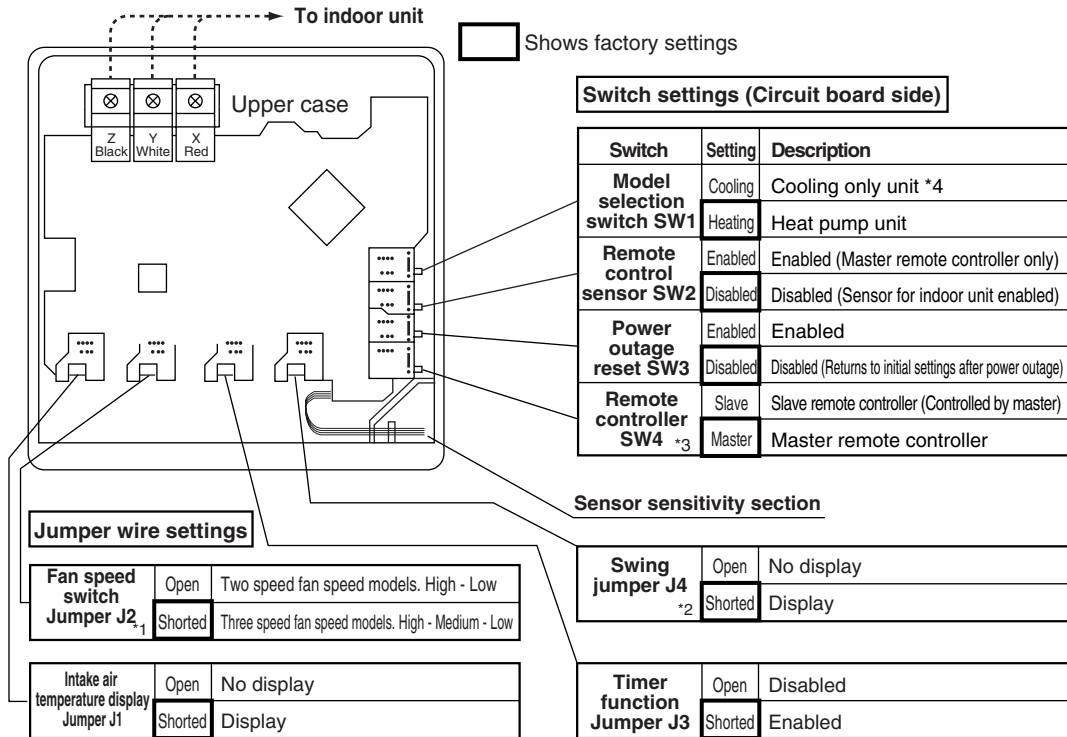 To indoor unit
Shows factory settings
Upper case
Z
Black
Y
White
X
Red
Switch settings (Circuit board side)
Switch Setting Description
Model selection switch SW1
Cooling Cooling only unit *4
Heating Heat pump unit
Remote control sensor SW2
Enabled Enabled (Master remote controller only)
Disabled Disabled (Sensor for indoor unit enabled)
Power outage reset SW3
Enabled Enabled
Disabled Disabled (Returns to initial settings after power outage)
Remote controller SW4 *3
Slave Slave remote controller (Controlled by master)
Master Master remote controller
Sensor sensitivity section
Jumper wire settings
Fan speed switch Jumper J2 *1
Open Two speed fan speed models. High - Low
Shorted Three speed fan speed models. High - Medium - Low
Intake air temperature display Jumper J1
Open No display
Shorted Display
Swing jumper J4 *2
Open No display
Shorted Display
Timer function Jumper J3
Open Disabled
Shorted Enabled